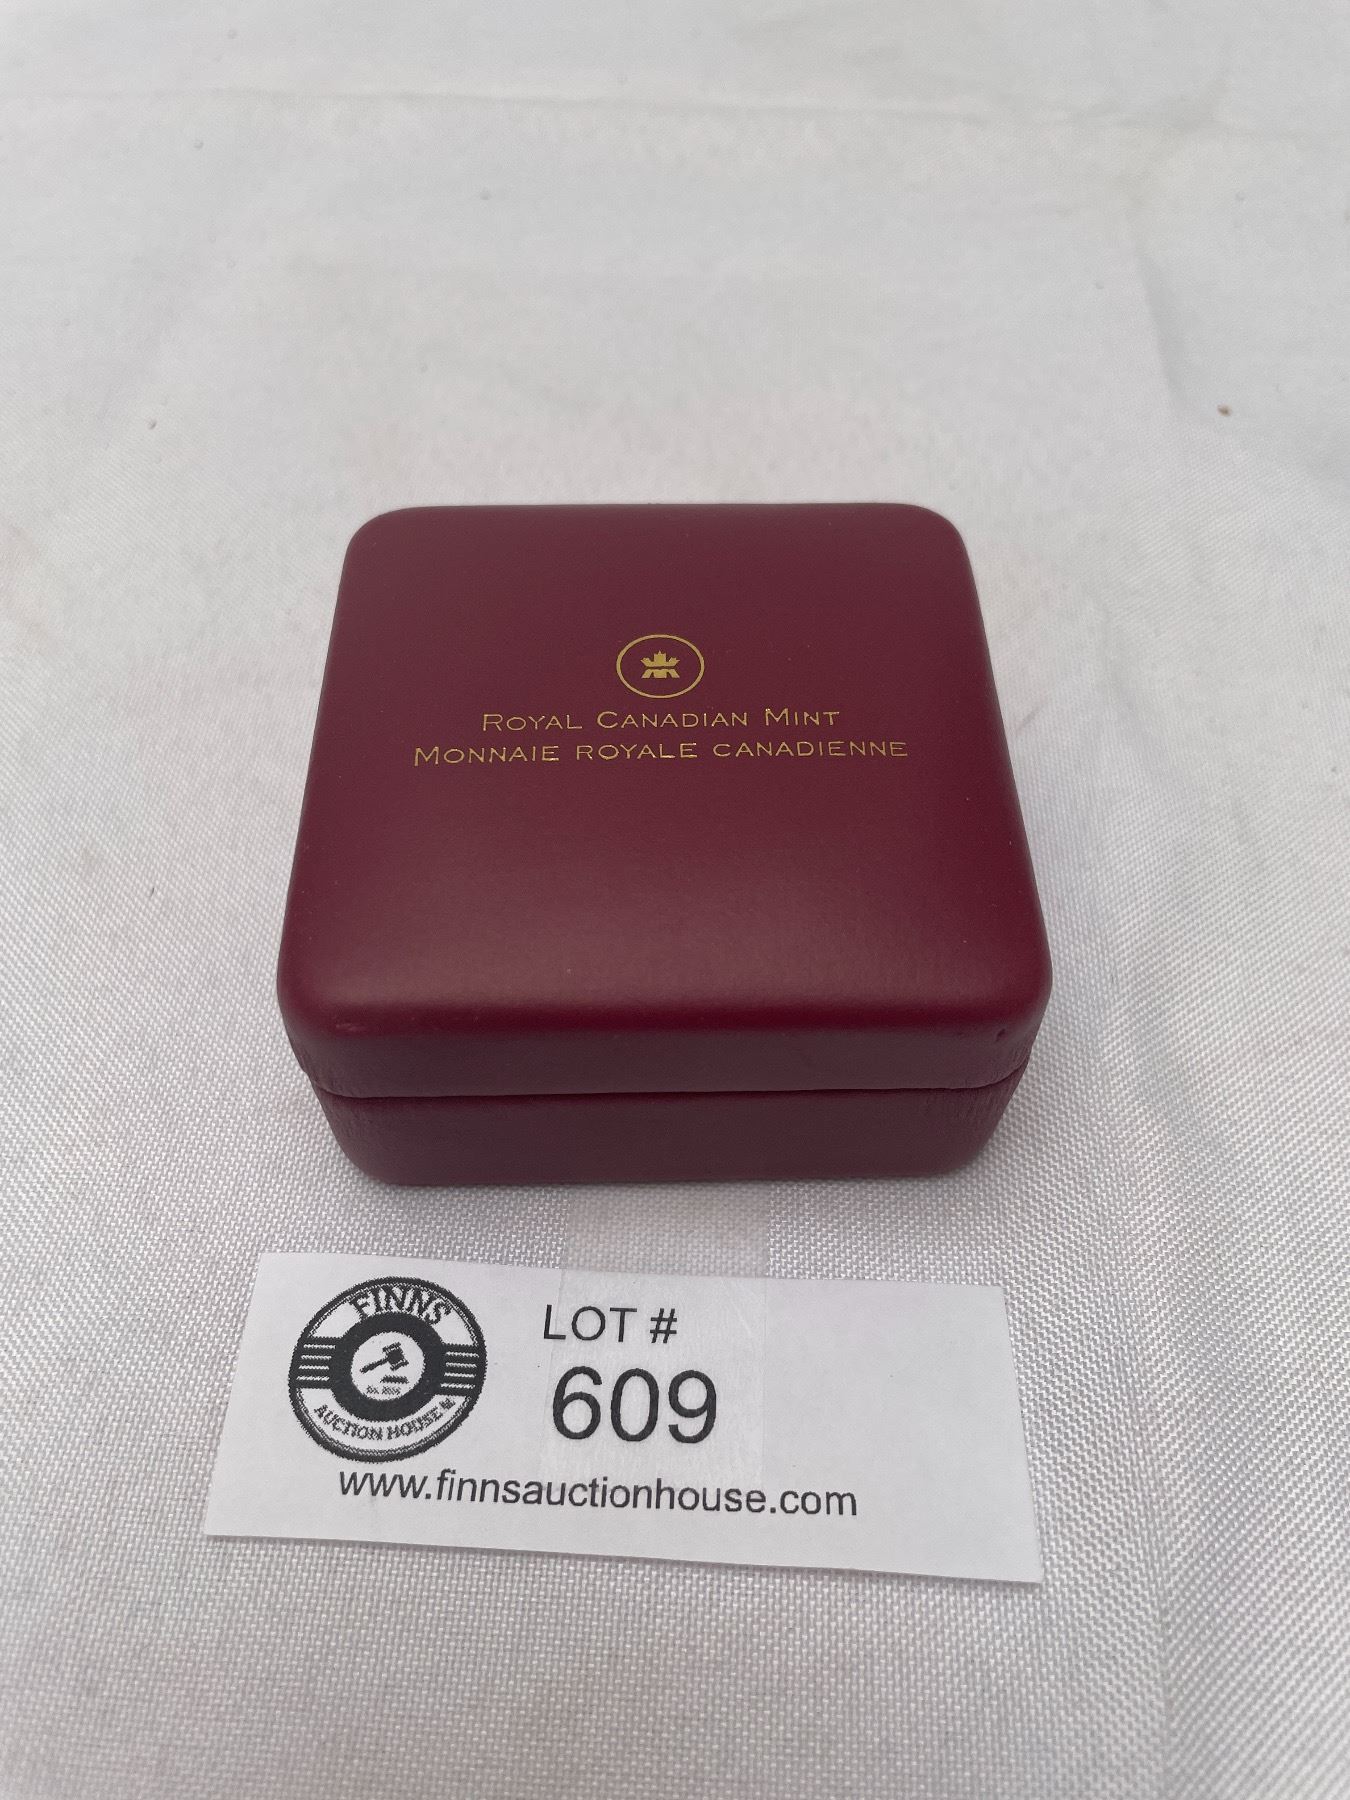 ROYAL CANADIAN MINT
MONNAIE ROYALE CANADIENNE
FINNS
AUCTION HOUSE
LOT #
609
www.finnsauctionhouse.com